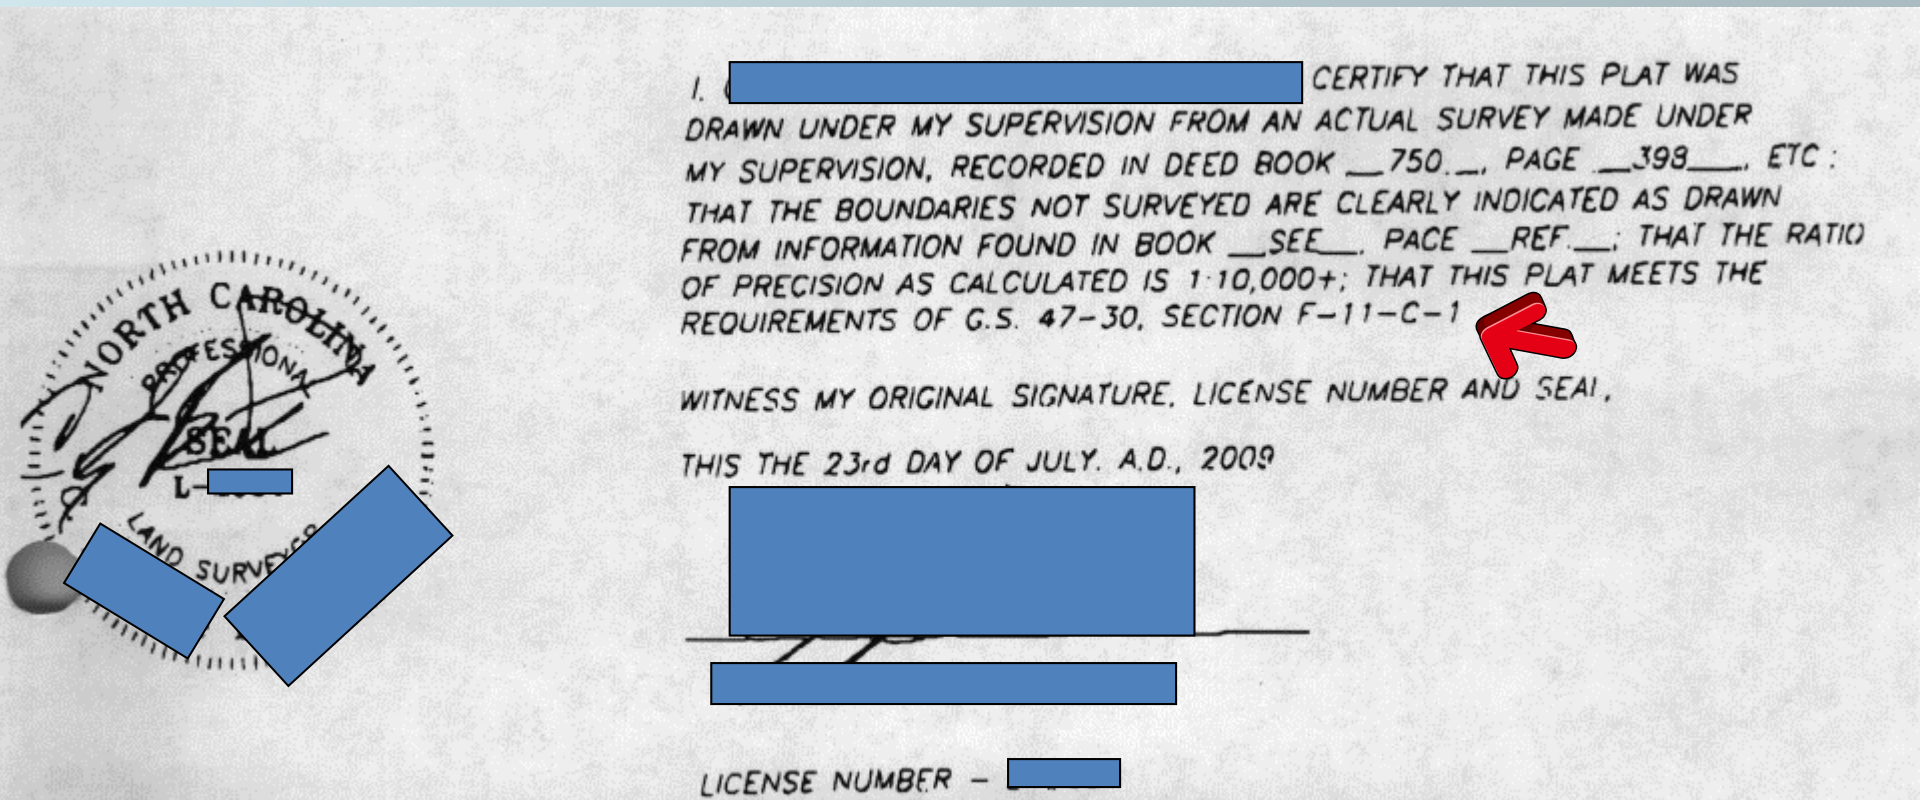 I. CERTIFY THAT THIS PLAT WAS
DRAWN UNDER MY SUPERVISION FROM AN ACTUAL SURVEY MADE UNDER
MY SUPERVISION, RECORDED IN DEED BOOK __750__, PAGE __398__, ETC:
THAT THE BOUNDARIES NOT SURVEYED ARE CLEARLY INDICATED AS DRAWN
FROM INFORMATION FOUND IN BOOK __SEE__, PAGE __REF.__; THAT THE RATIO
OF PRECISION AS CALCULATED IS 1:10,000+; THAT THIS PLAT MEETS THE
REQUIREMENTS OF G.S. 47-30, SECTION F-11-C-1
WITNESS MY ORIGINAL SIGNATURE, LICENSE NUMBER AND SEAL,
THIS THE 23rd DAY OF JULY. A.D., 2009
LICENSE NUMBER -
NORTH CAROLINA
PROFESSIONAL
SEAL
L-
LAND